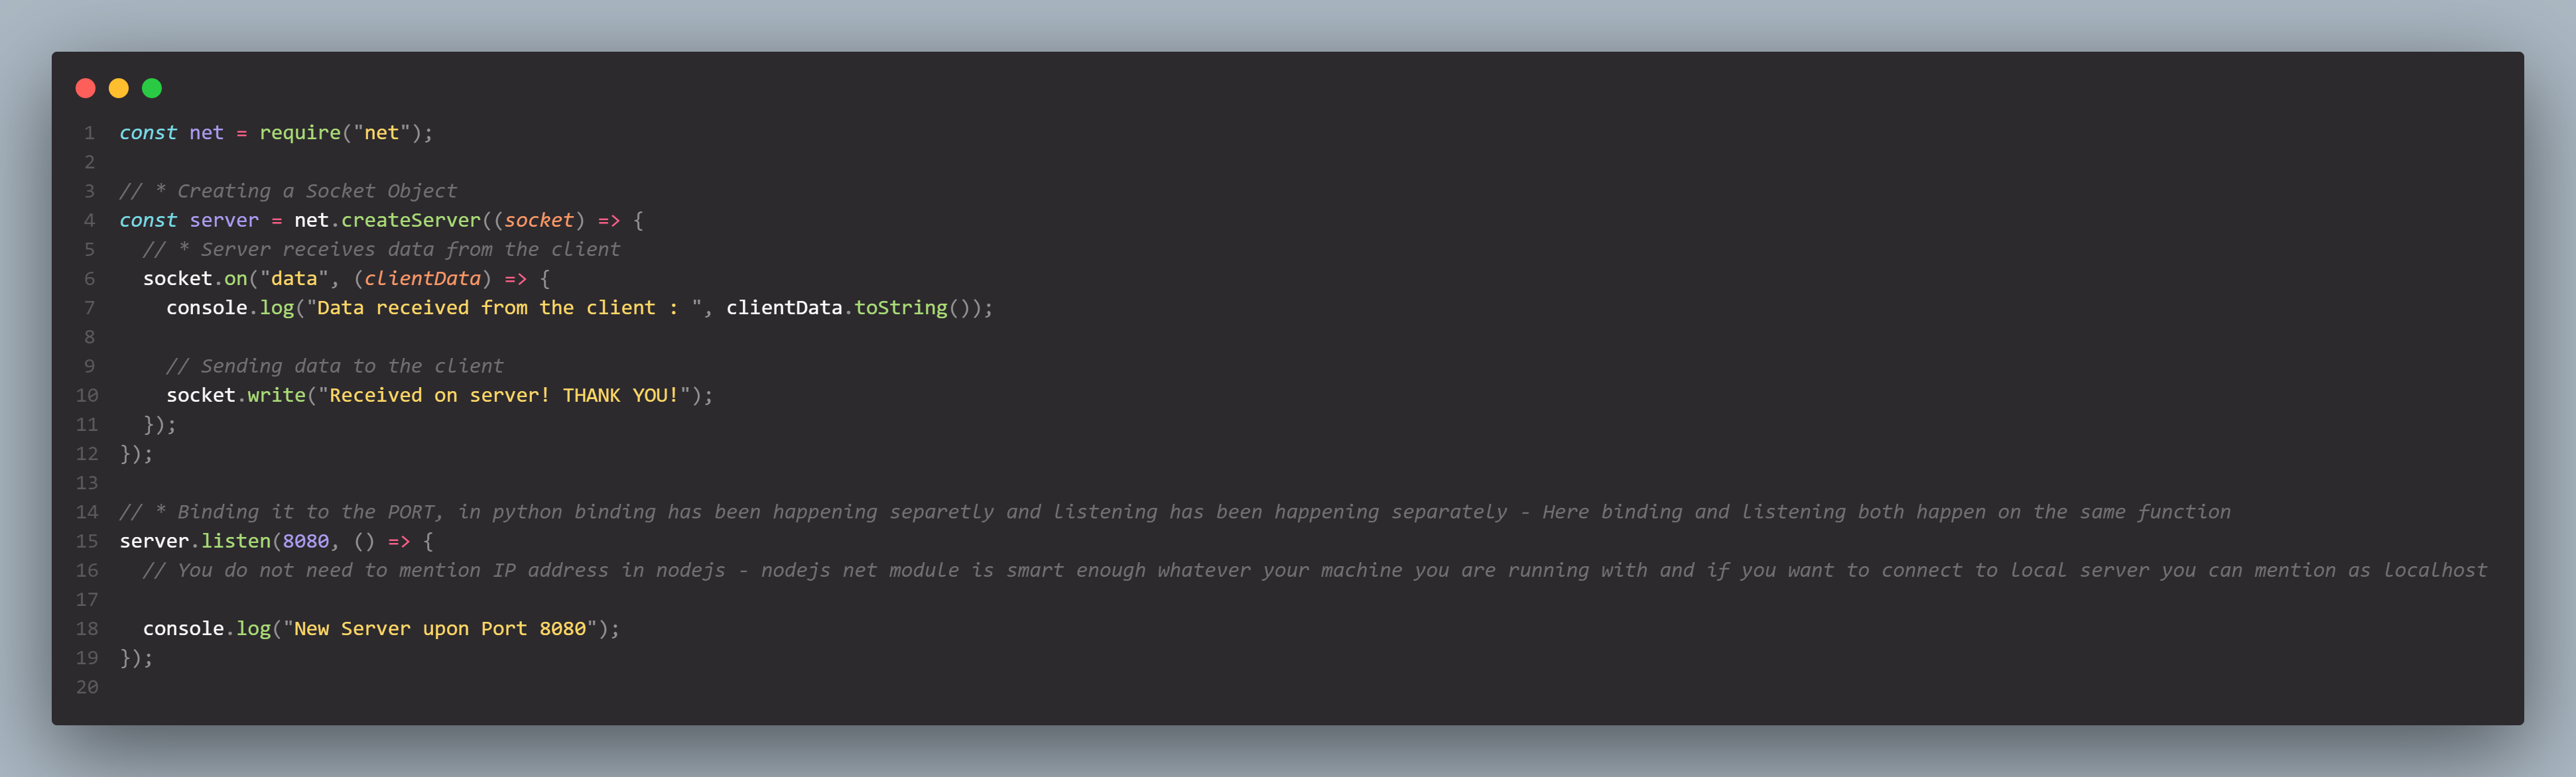 1 const net = require("net");
2
3 // * Creating a Socket Object
4 const server = net.createServer((socket) => {
5   // * Server receives data from the client
6   socket.on("data", (clientData) => {
7     console.log("Data received from the client : ", clientData.toString());
8
9     // Sending data to the client
10     socket.write("Received on server! THANK YOU!");
11   });
12 });
13
14 // * Binding it to the PORT, in python binding has been happening separetly and listening has been happening separately - Here binding and listening both happen on the same function
15 server.listen(8080, () => {
16   // You do not need to mention IP address in nodejs - nodejs net module is smart enough whatever your machine you are running with and if you want to connect to local server you can mention as localhost
17
18   console.log("New Server upon Port 8080");
19 });
20